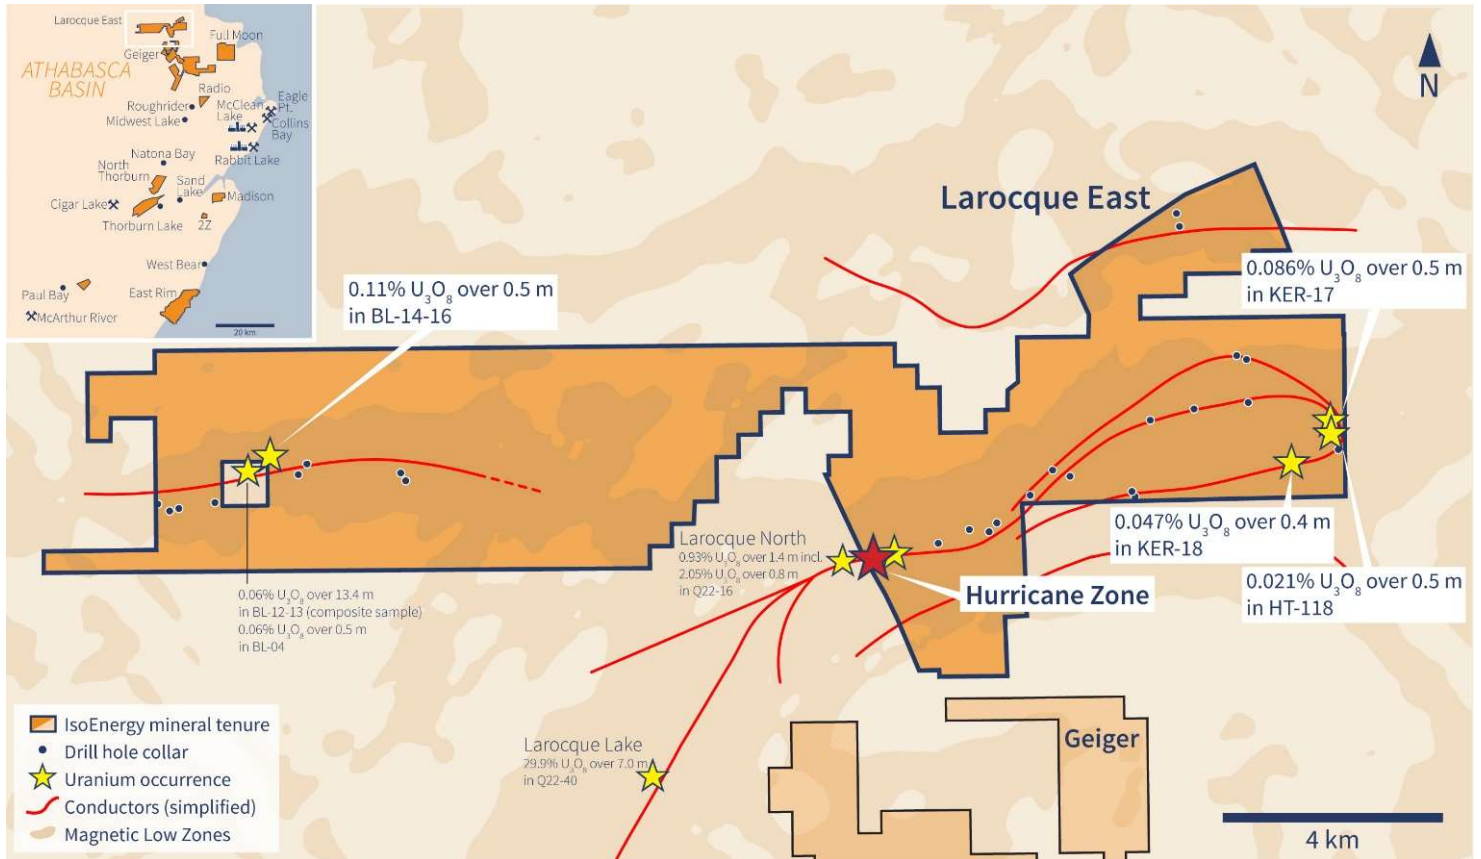 Larocque East
Full Moon
Geiger
ATHABASCA
BASIN
Radio
Roughrider
McClean
Lake
Eagle
Pt.
Midwest Lake
Collins
Bay
Natona Bay
Rabbit Lake
North
Thorburn
Sand
Lake
Cigar Lake
Madison
Thorburn Lake
2Z
West Bear
Paul Bay
East Rim
McArthur River
20 km
N
Larocque East
0.11% U3O8 over 0.5 m
in BL-14-16
0.086% U3O8 over 0.5 m
in KER-17
0.047% U3O8 over 0.4 m
in KER-18
0.021% U3O8 over 0.5 m
in HT-118
Larocque North
0.93% U3O8 over 1.4 m incl.
2.05% U3O8 over 0.8 m
in Q22-16
Hurricane Zone
0.06% U3O8 over 13.4 m
in BL-12-13 (composite sample)
0.06% U3O8 over 0.5 m
in BL-04
Larocque Lake
29.9% U3O8 over 7.0 m
in Q22-40
Geiger
IsoEnergy mineral tenure
Drill hole collar
Uranium occurrence
Conductors (simplified)
Magnetic Low Zones
4 km